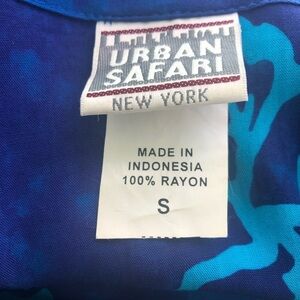 URBAN
SAFARI
NEW YORK
MADE IN
INDONESIA
100% RAYON
S